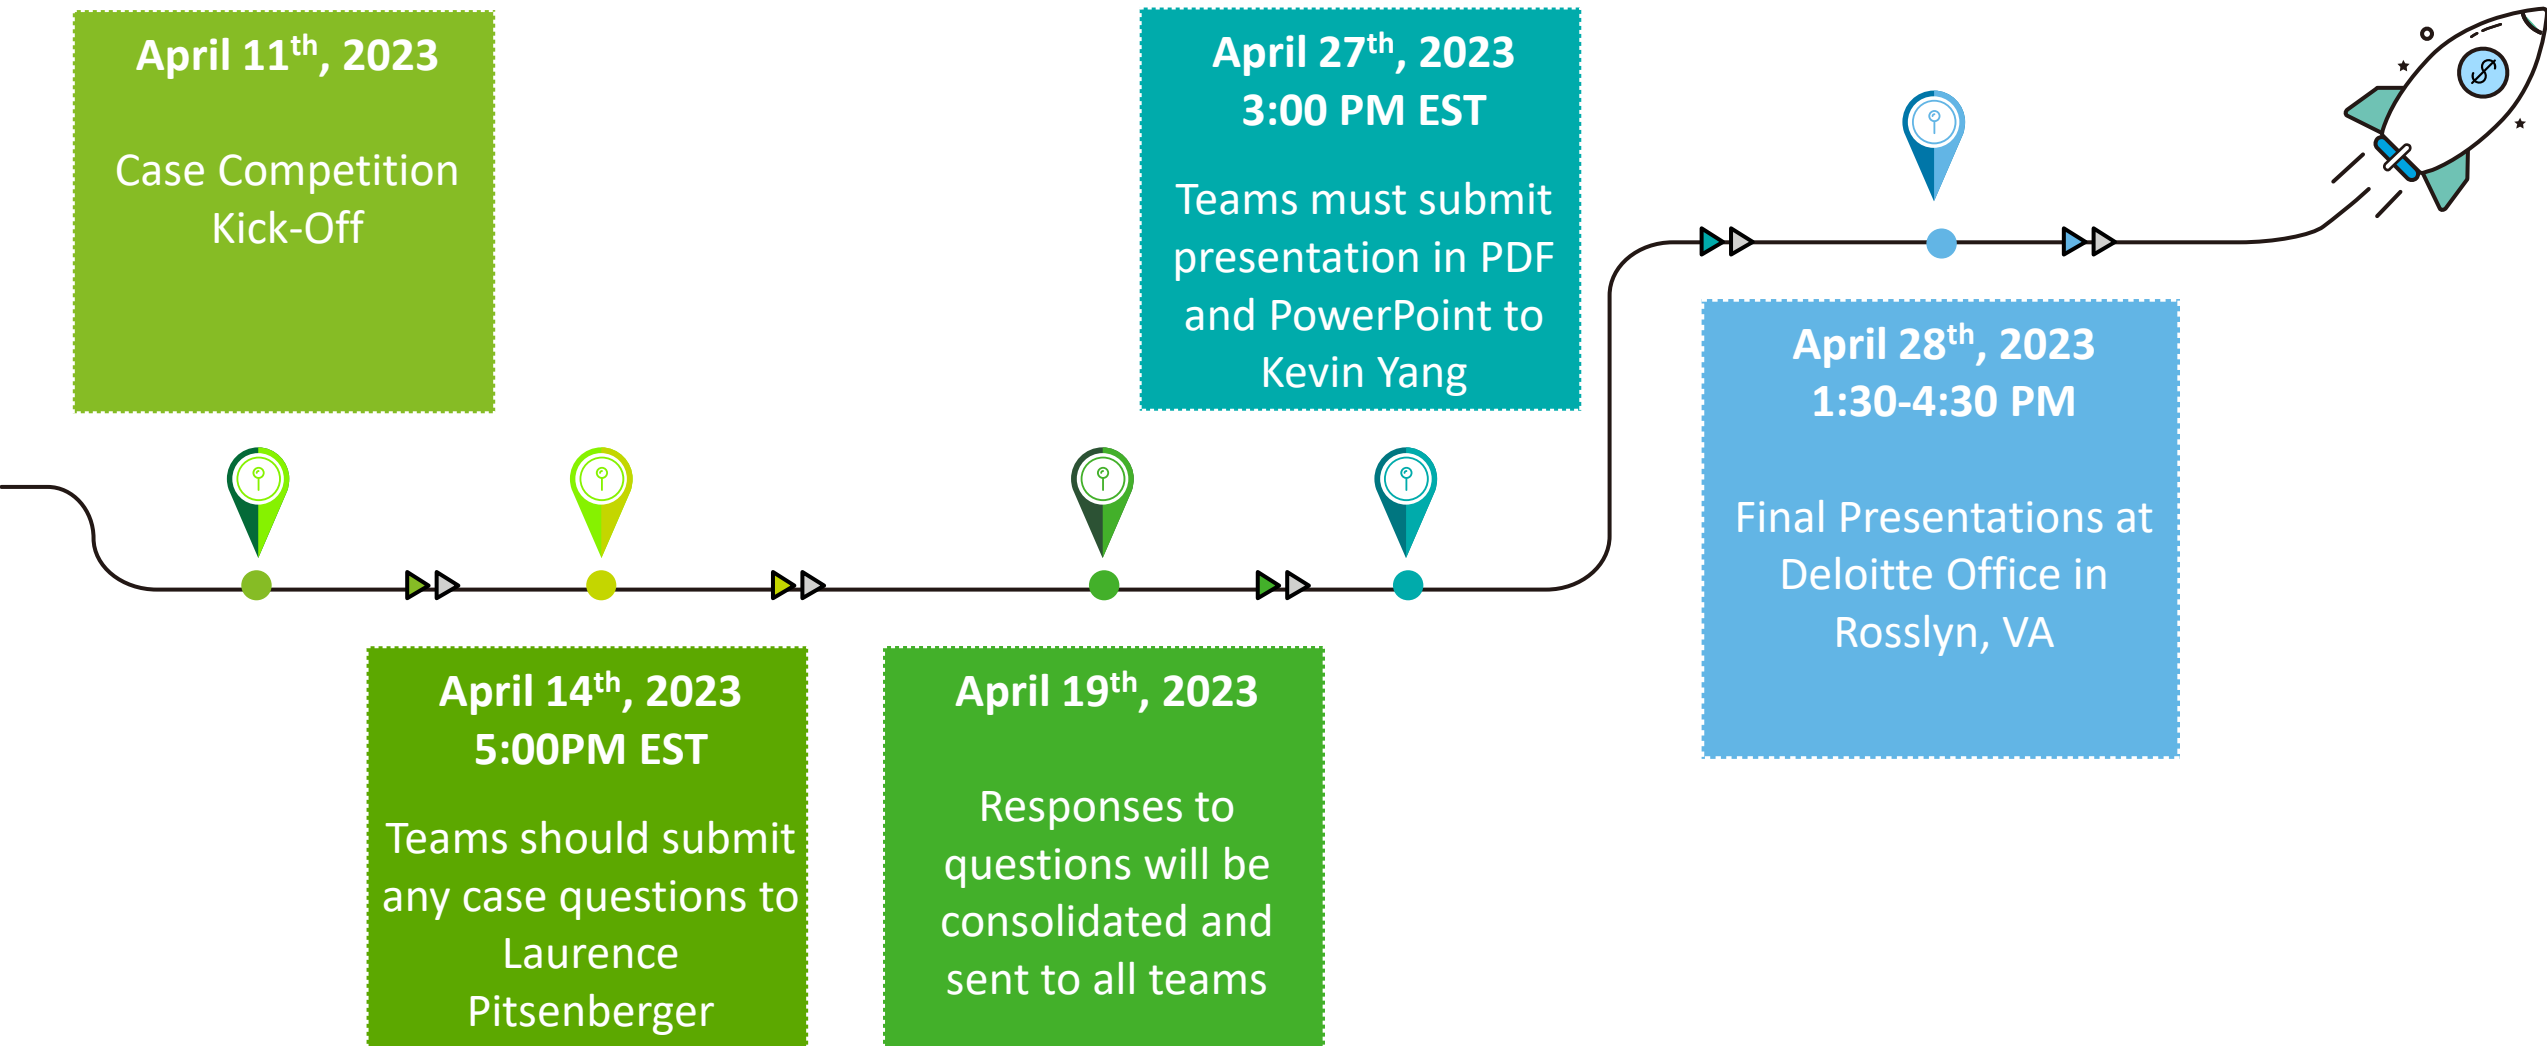 April 11th, 2023
Case Competition
Kick-Off
April 14th, 2023
5:00PM EST
Teams should submit
any case questions to
Laurence
Pitsenberger
April 19th, 2023
Responses to
questions will be
consolidated and
sent to all teams
April 27th, 2023
3:00 PM EST
Teams must submit
presentation in PDF
and PowerPoint to
Kevin Yang
April 28th, 2023
1:30-4:30 PM
Final Presentations at
Deloitte Office in
Rosslyn, VA
$